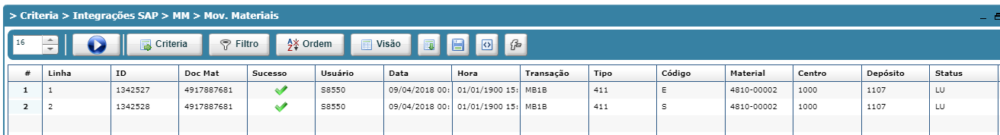 > Criteria > Integrações SAP > MM > Mov. Materiais
16 Criteria Filtro Ordem Visão
# Linha ID Doc Mat Sucesso Usuário Data Hora Transação Tipo Código Material Centro Depósito Status
1 1 1342527 4917887681 S8550 09/04/2018 00: 01/01/1900 15: MB1B 411 E 4810-00002 1000 1107 LU
2 2 1342528 4917887681 S8550 09/04/2018 00: 01/01/1900 15: MB1B 411 S 4810-00002 1000 1107 LU